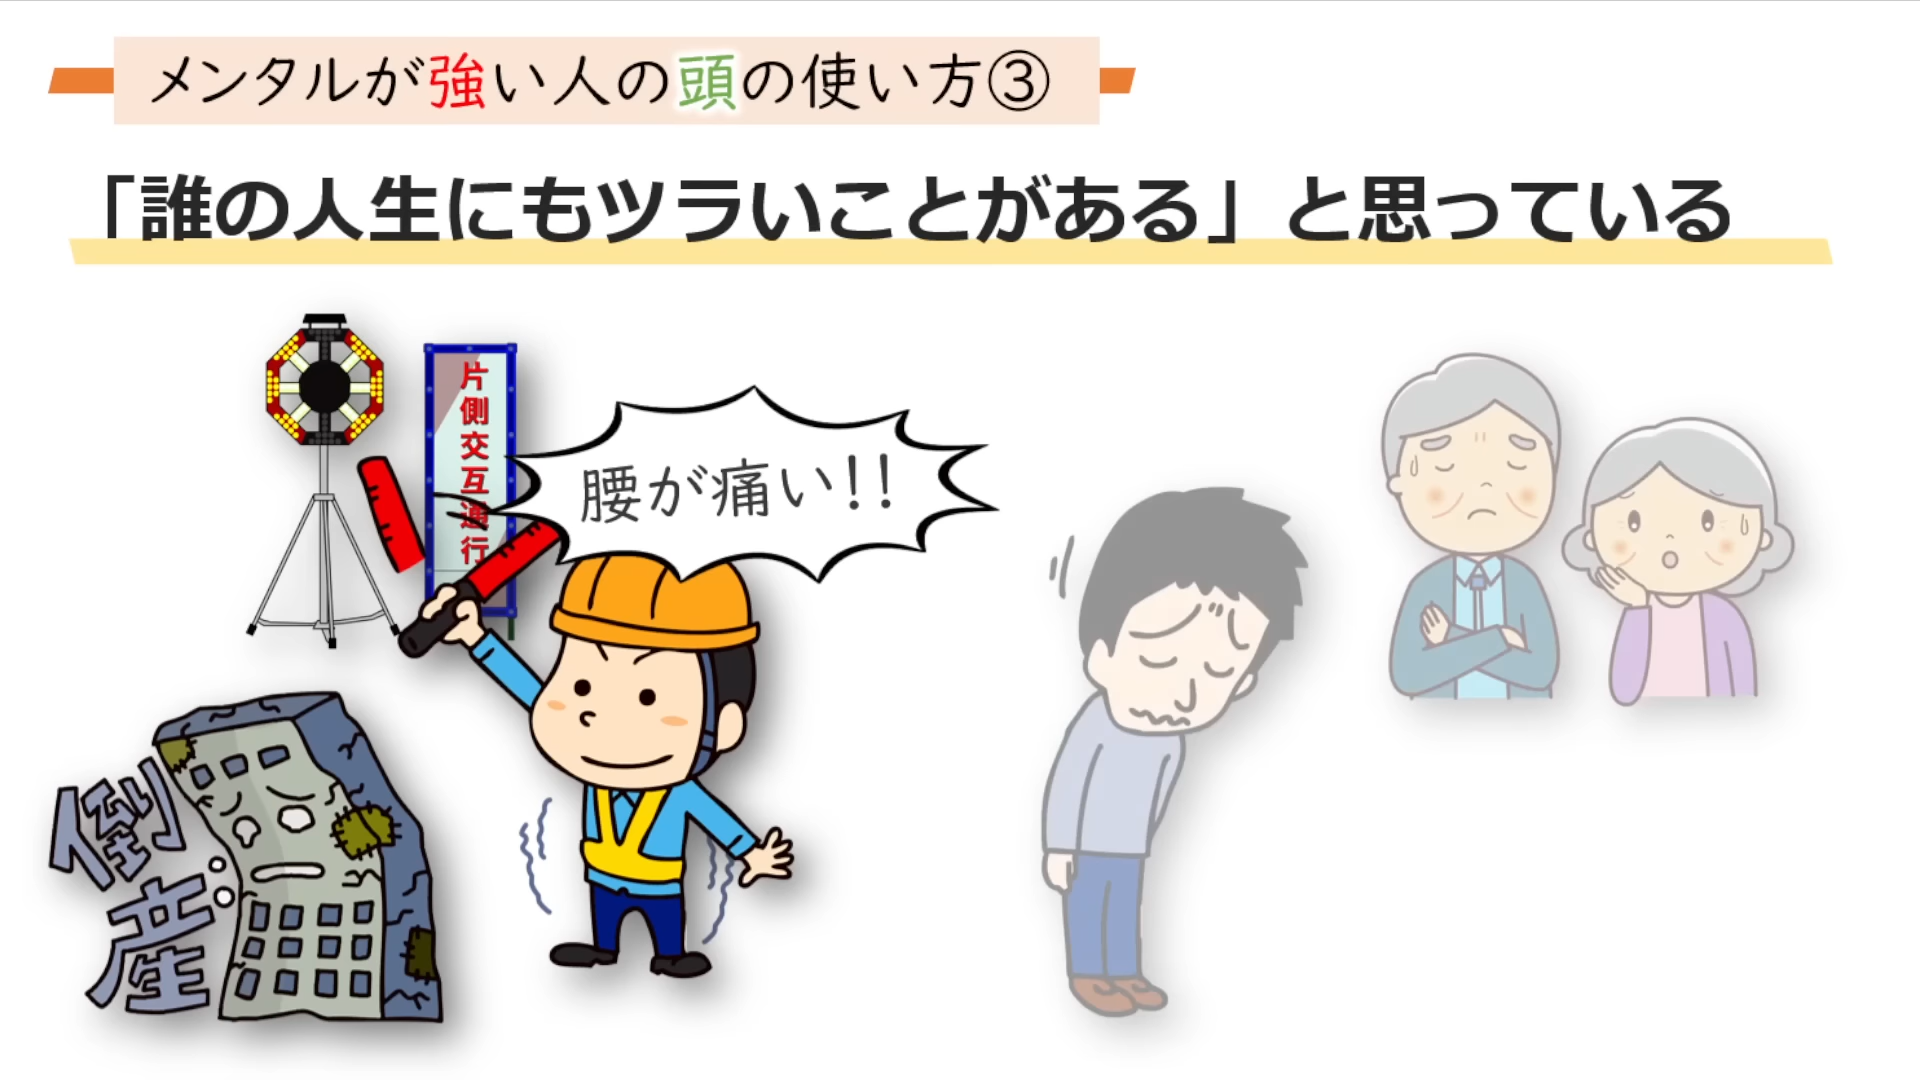 メンタルが強い人の頭の使い方③
「誰の人生にもツラいことがある」と思っている
片側交互通行
腰が痛い!!
倒産